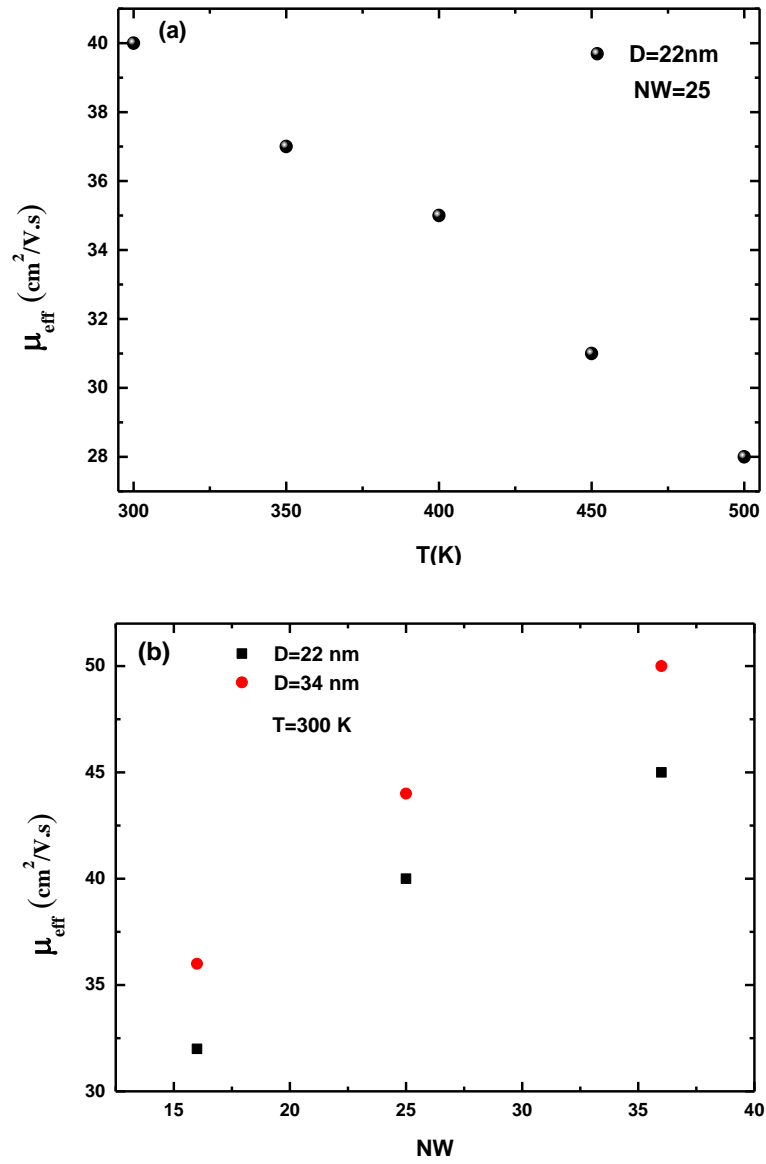 (a)
D=22nm
NW=25
40
38
36
34
32
30
28
μeff (cm²/V.s)
300
350
400
450
500
T(K)
(b)
D=22 nm
D=34 nm
T=300 K
50
45
40
35
30
μeff (cm²/V.s)
15
20
25
30
35
40
NW